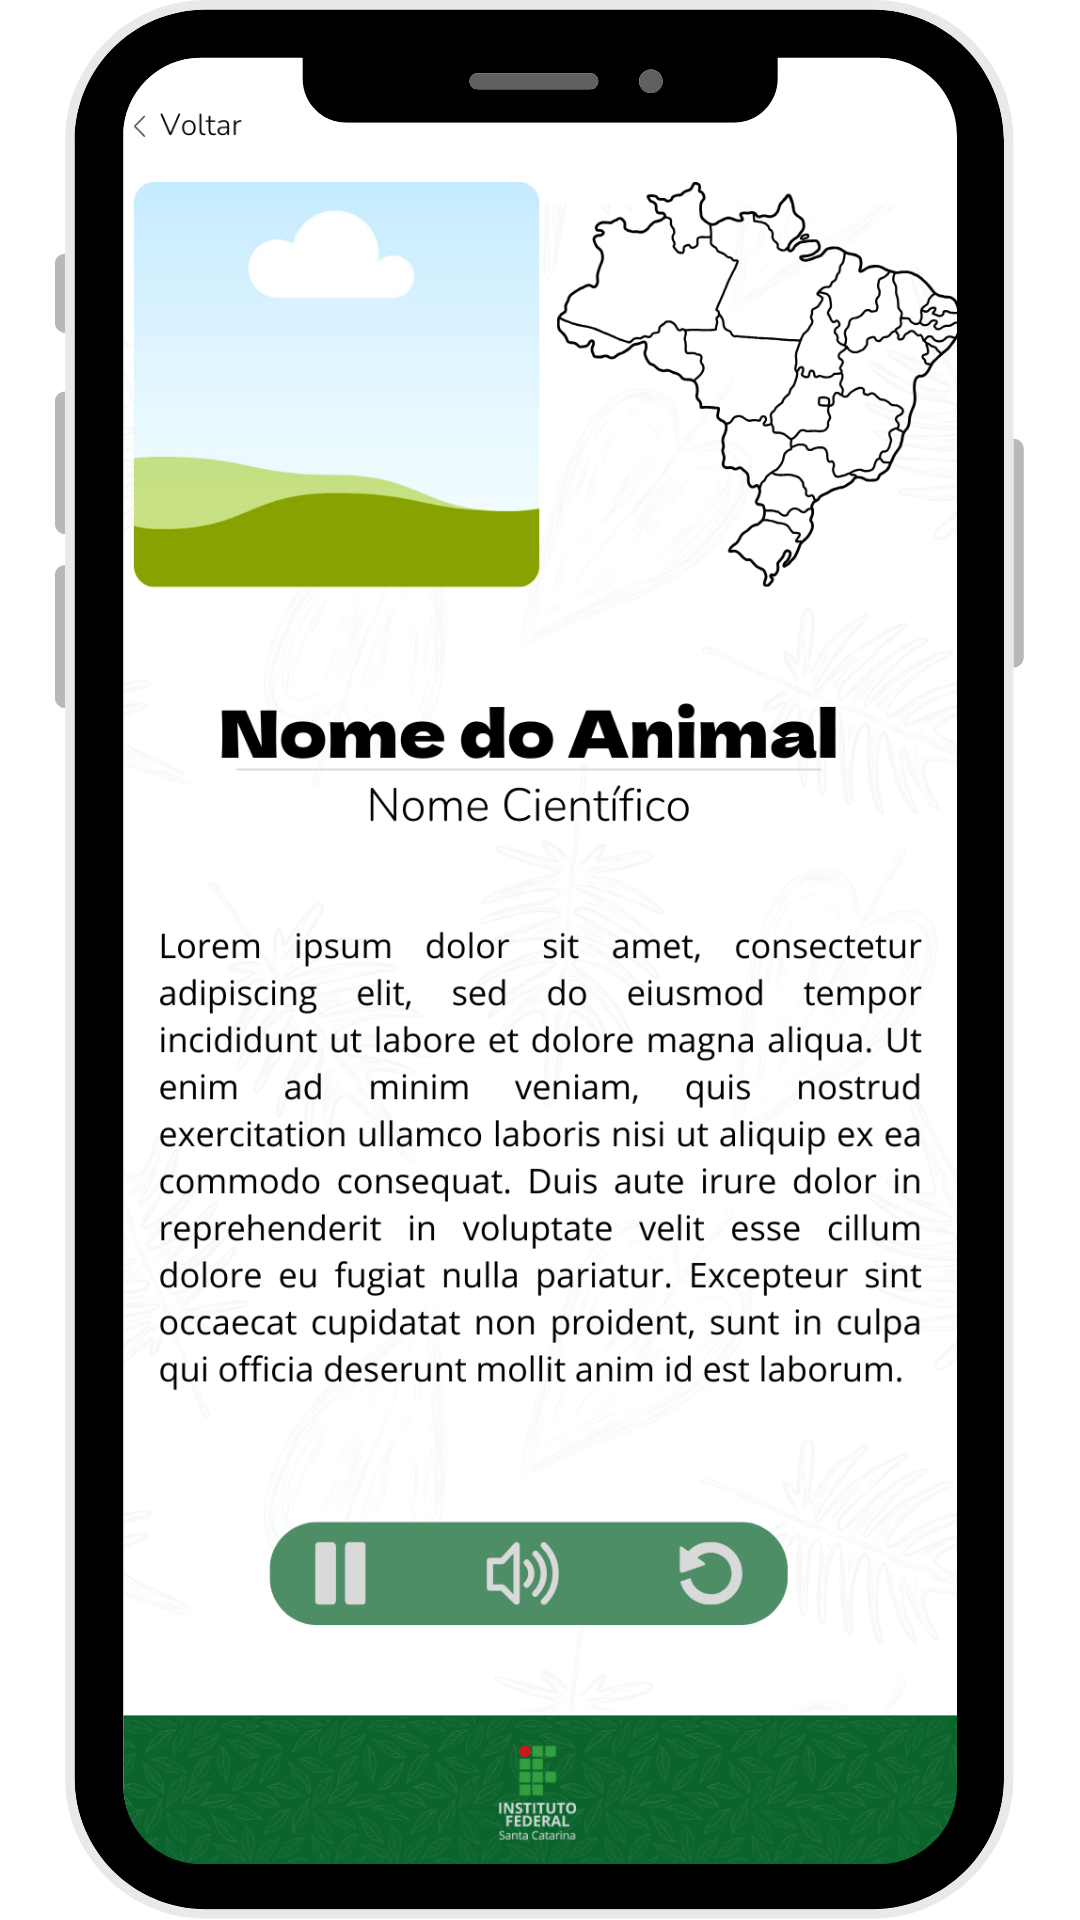 Voltar
Nome do Animal
Nome Científico
Lorem ipsum dolor sit amet, consectetur
adipiscing elit, sed do eiusmod tempor
incididunt ut labore et dolore magna aliqua. Ut
enim ad minim veniam, quis nostrud
exercitation ullamco laboris nisi ut aliquip ex ea
commodo consequat. Duis aute irure dolor in
reprehenderit in voluptate velit esse cillum
dolore eu fugiat nulla pariatur. Excepteur sint
occaecat cupidatat non proident, sunt in culpa
qui officia deserunt mollit anim id est laborum.
INSTITUTO
FEDERAL
Santa Catarina